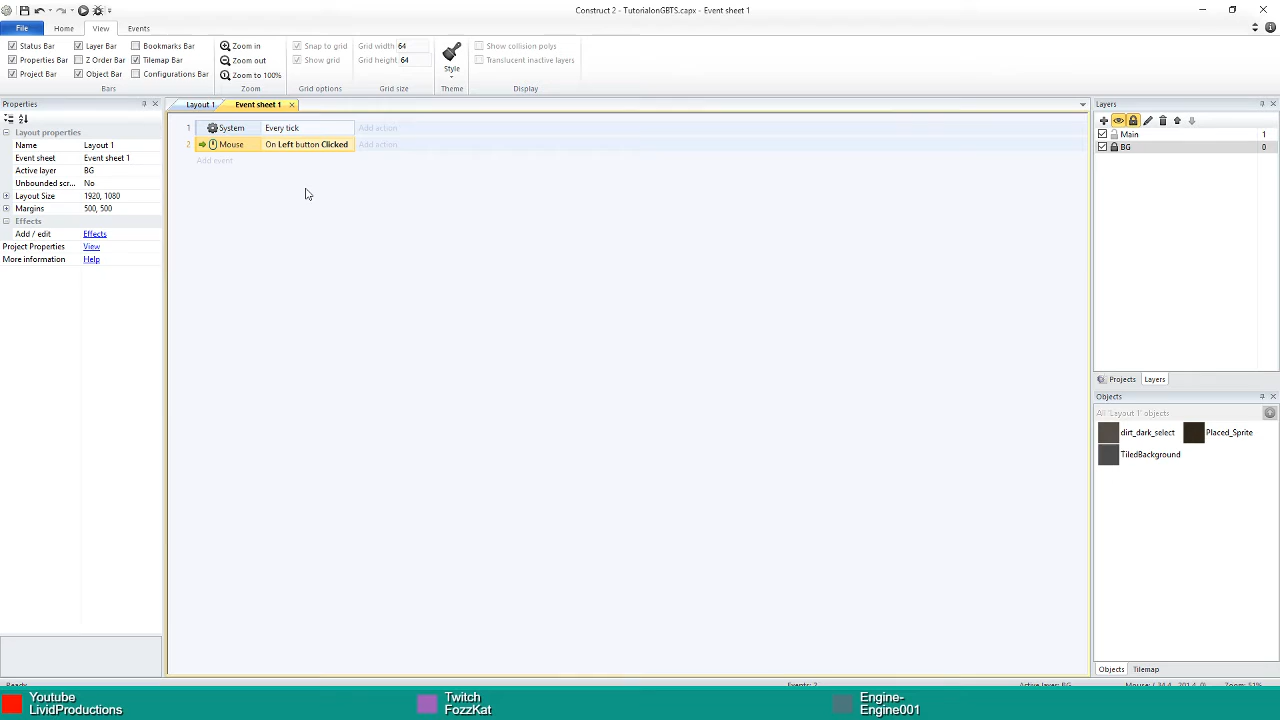 Construct 2 - TutorialonGBTS.capx - Event sheet 1
File Home View Events
Status Bar Layer Bar Bookmarks Bar Zoom in Snap to grid Grid width 64 Show collision polys
Properties Bar Z Order Bar Tilemap Bar Zoom out Show grid Grid height 64 Translucent inactive layers
Project Bar Object Bar Configurations Bar Zoom to 100% Style
Bars Zoom Grid options Grid size Theme Display
Properties
Layout properties
Name Layout 1
Event sheet Event sheet 1
Active layer BG
Unbounded scr... No
Layout Size 1920, 1080
Margins 500, 500
Effects
Add / edit Effects
Project Properties View
More information Help
Layout 1 Event sheet 1
1 System Every tick Add action
2 Mouse On Left button Clicked Add action
Add event
Layers
Main 1
BG 0
Projects Layers
Objects
All 'Layout 1' objects
dirt_dark_select Placed_Sprite
TiledBackground
Objects Tilemap
Youtube
LividProductions
Twitch
FozzKat
Engine-
Engine001